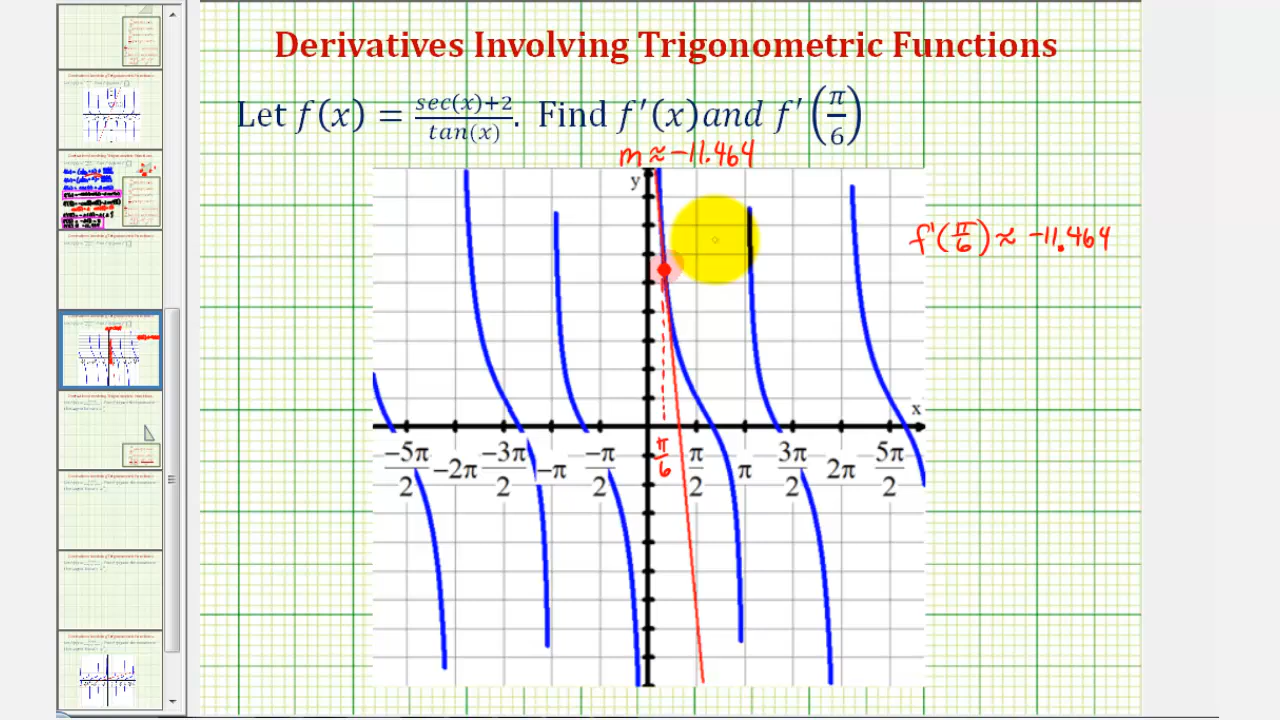 Derivatives Involving Trigonometric Functions
Let f(x) = sec(x)+2 / tan(x). Find f′(x) and f′(π/6)
m ≈ -11.464
y
f'(π/6) ≈ -11.464
x
−5π/2 −2π −3π/2 −π −π/2 π/6 π/2 π 3π/2 2π 5π/2